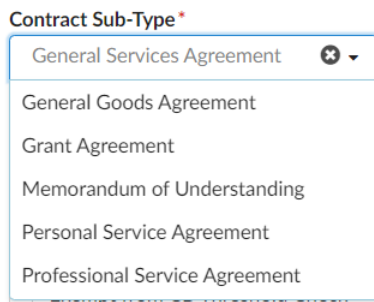 Contract Sub-Type*
General Services Agreement
General Goods Agreement
Grant Agreement
Memorandum of Understanding
Personal Service Agreement
Professional Service Agreement